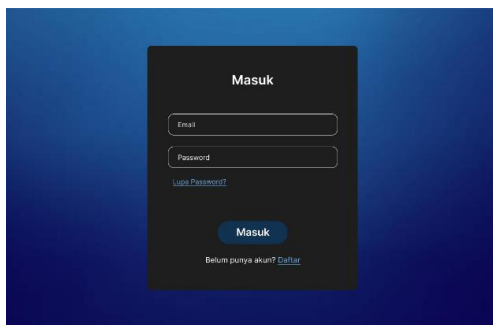 Masuk
Email
Password
Lupa Password?
Masuk
Belum punya akun? Daftar